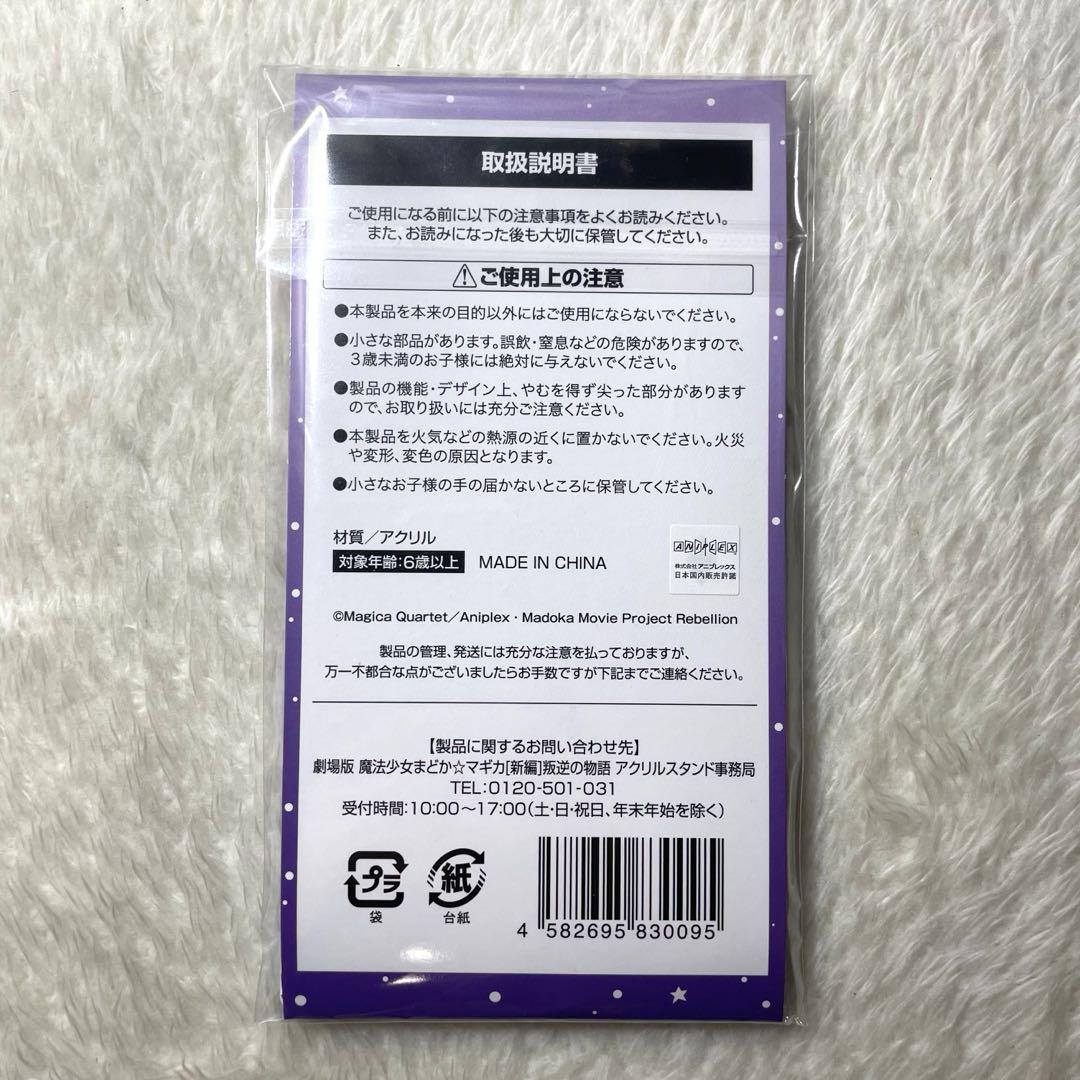 取扱説明書
ご使用になる前に以下の注意事項をよくお読みください。
また、お読みになった後も大切に保管してください。
⚠ご使用上の注意
●本製品を本来の目的以外にはご使用にならないでください。
●小さな部品があります。誤飲・窒息などの危険がありますので、
3歳未満のお子様には絶対に与えないでください。
●製品の機能・デザイン上、やむを得ず尖った部分があります
ので、お取り扱いには充分ご注意ください。
●本製品を火気などの熱源の近くに置かないでください。火災
や変形、変色の原因となります。
●小さなお子様の手の届かないところに保管してください。
材質／アクリル
対象年齢:6歳以上 MADE IN CHINA
ANIPLEX
株式会社アニプレックス
日本国内販売許諾
©Magica Quartet／Aniplex・Madoka Movie Project Rebellion
製品の管理、発送には充分な注意を払っておりますが、
万一不都合な点がございましたらお手数ですが下記までご連絡ください。
【製品に関するお問い合わせ先】
劇場版 魔法少女まどか☆マギカ[新編]叛逆の物語 アクリルスタンド事務局
TEL:0120-501-031
受付時間:10:00～17:00(土・日・祝日、年末年始を除く)
プラ
袋
紙
台紙
4 582695 830095